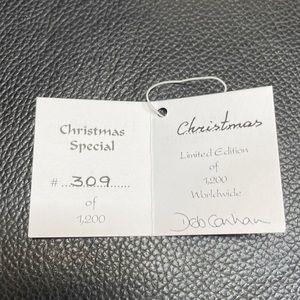 Christmas
Special
# 309
of
1,200
Christmas
Limited Edition
of
1,200
Worldwide
Deb Canham